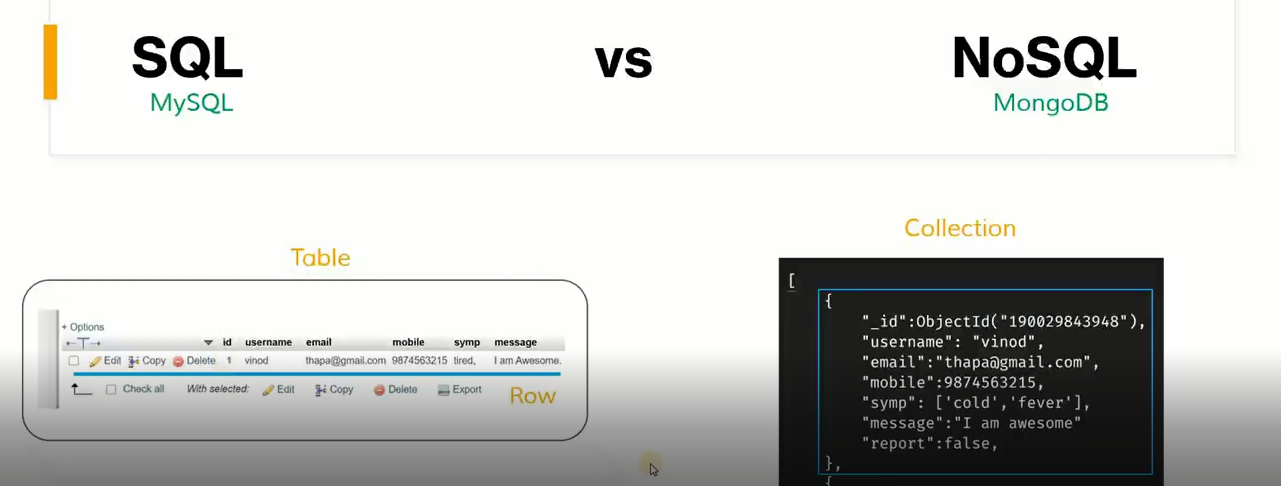 SQL vs NoSQL
MySQL MongoDB
Collection
Table
[
{
"_id":ObjectId("190029843948"),
"username": "vinod",
"email":"thapa@gmail.com",
"mobile":9874563215,
"symp": ['cold','fever'],
"message":"I am awesome"
"report":false,
},
{
+ Options
id username email mobile symp message
Edit Copy Delete 1 vinod thapa@gmail.com 9874563215 tired, I am Awesome.
Check all With selected: Edit Copy Delete Export
Row